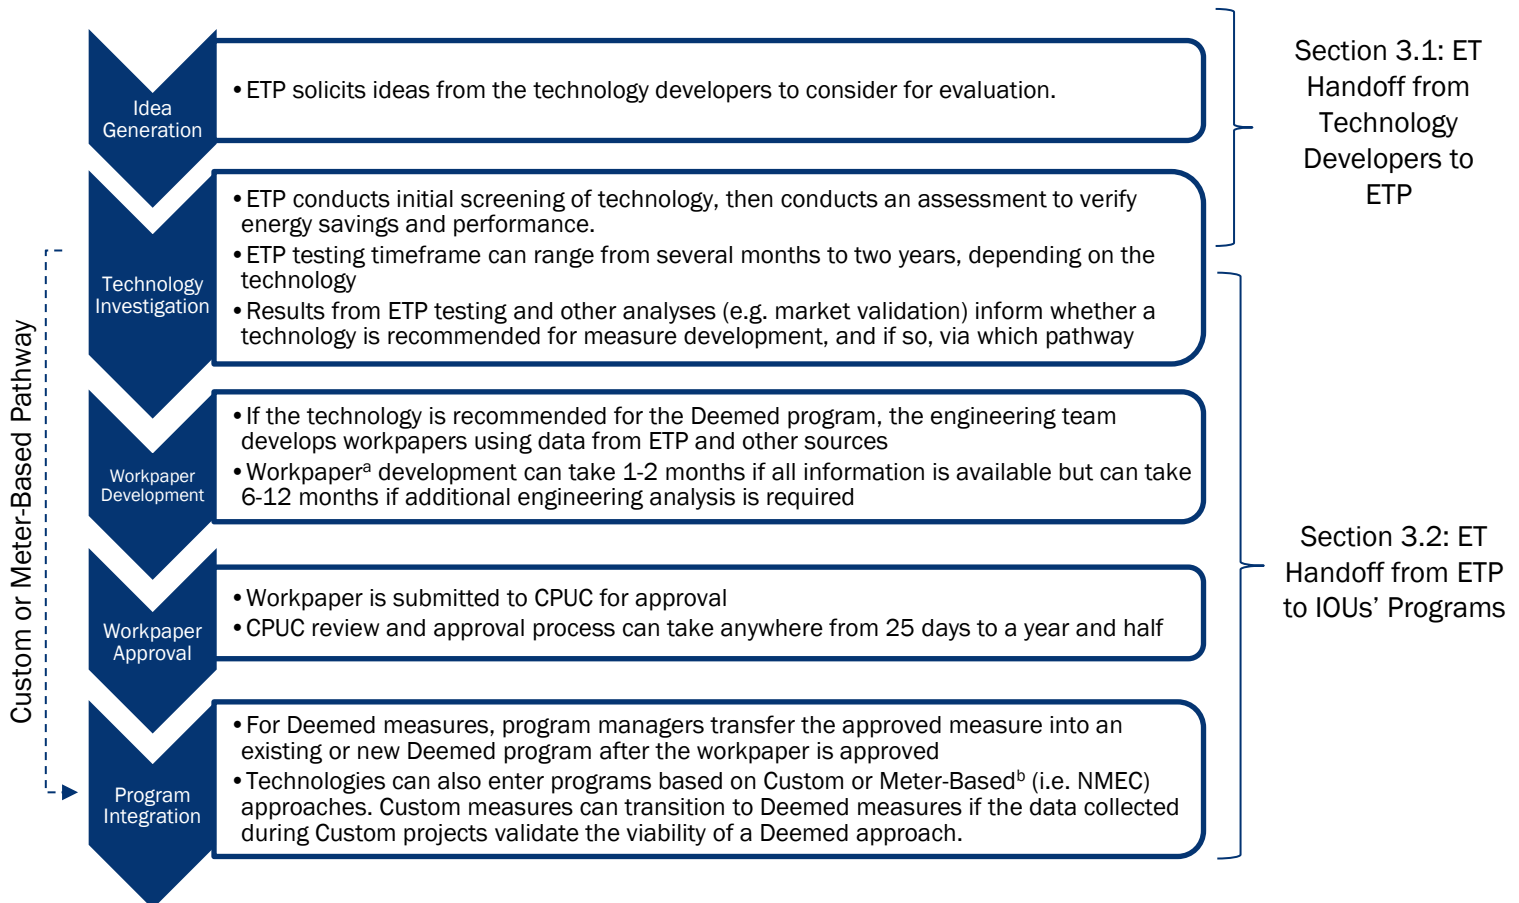 Idea
Generation
•ETP solicits ideas from the technology developers to consider for evaluation.
Section 3.1: ET
Handoff from
Technology
Developers to
ETP
Technology
Investigation
•ETP conducts initial screening of technology, then conducts an assessment to verify
energy savings and performance.
•ETP testing timeframe can range from several months to two years, depending on the
technology
•Results from ETP testing and other analyses (e.g. market validation) inform whether a
technology is recommended for measure development, and if so, via which pathway
Custom or Meter-Based Pathway
Workpaper
Development
•If the technology is recommended for the Deemed program, the engineering team
develops workpapers using data from ETP and other sources
•Workpaperᵃ development can take 1-2 months if all information is available but can take
6-12 months if additional engineering analysis is required
Section 3.2: ET
Handoff from ETP
to IOUs’ Programs
Workpaper
Approval
•Workpaper is submitted to CPUC for approval
•CPUC review and approval process can take anywhere from 25 days to a year and half
Program
Integration
•For Deemed measures, program managers transfer the approved measure into an
existing or new Deemed program after the workpaper is approved
•Technologies can also enter programs based on Custom or Meter-Basedᵇ (i.e. NMEC)
approaches. Custom measures can transition to Deemed measures if the data collected
during Custom projects validate the viability of a Deemed approach.